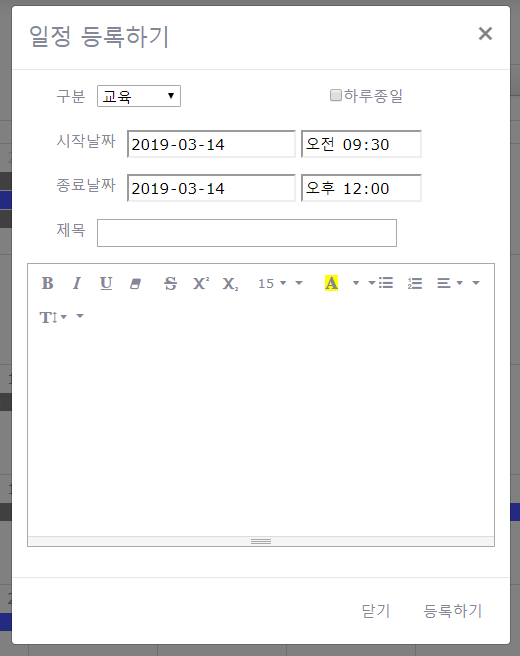 일정 등록하기 ×
구분 교육 하루종일
시작날짜 2019-03-14 오전 09:30
종료날짜 2019-03-14 오후 12:00
제목
B I U S X² X₂ 15 A
T
닫기 등록하기